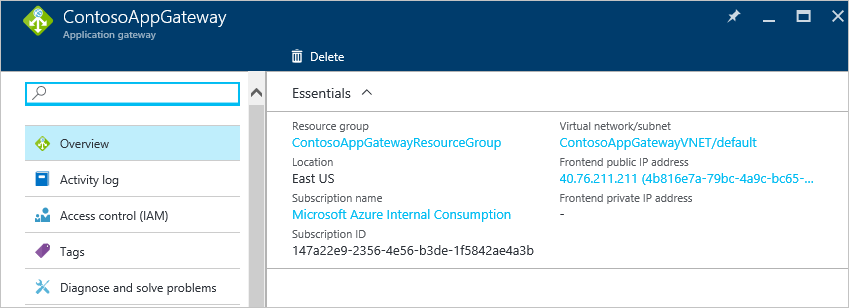 ContosoAppGateway
Application gateway
Delete
Overview
Activity log
Access control (IAM)
Tags
Diagnose and solve problems
Essentials
Resource group
ContosoAppGatewayResourceGroup
Location
East US
Subscription name
Microsoft Azure Internal Consumption
Subscription ID
147a22e9-2356-4e56-b3de-1f5842ae4a3b
Virtual network/subnet
ContosoAppGatewayVNET/default
Frontend public IP address
40.76.211.211 (4b816e7a-79bc-4a9c-bc65-...
Frontend private IP address
-